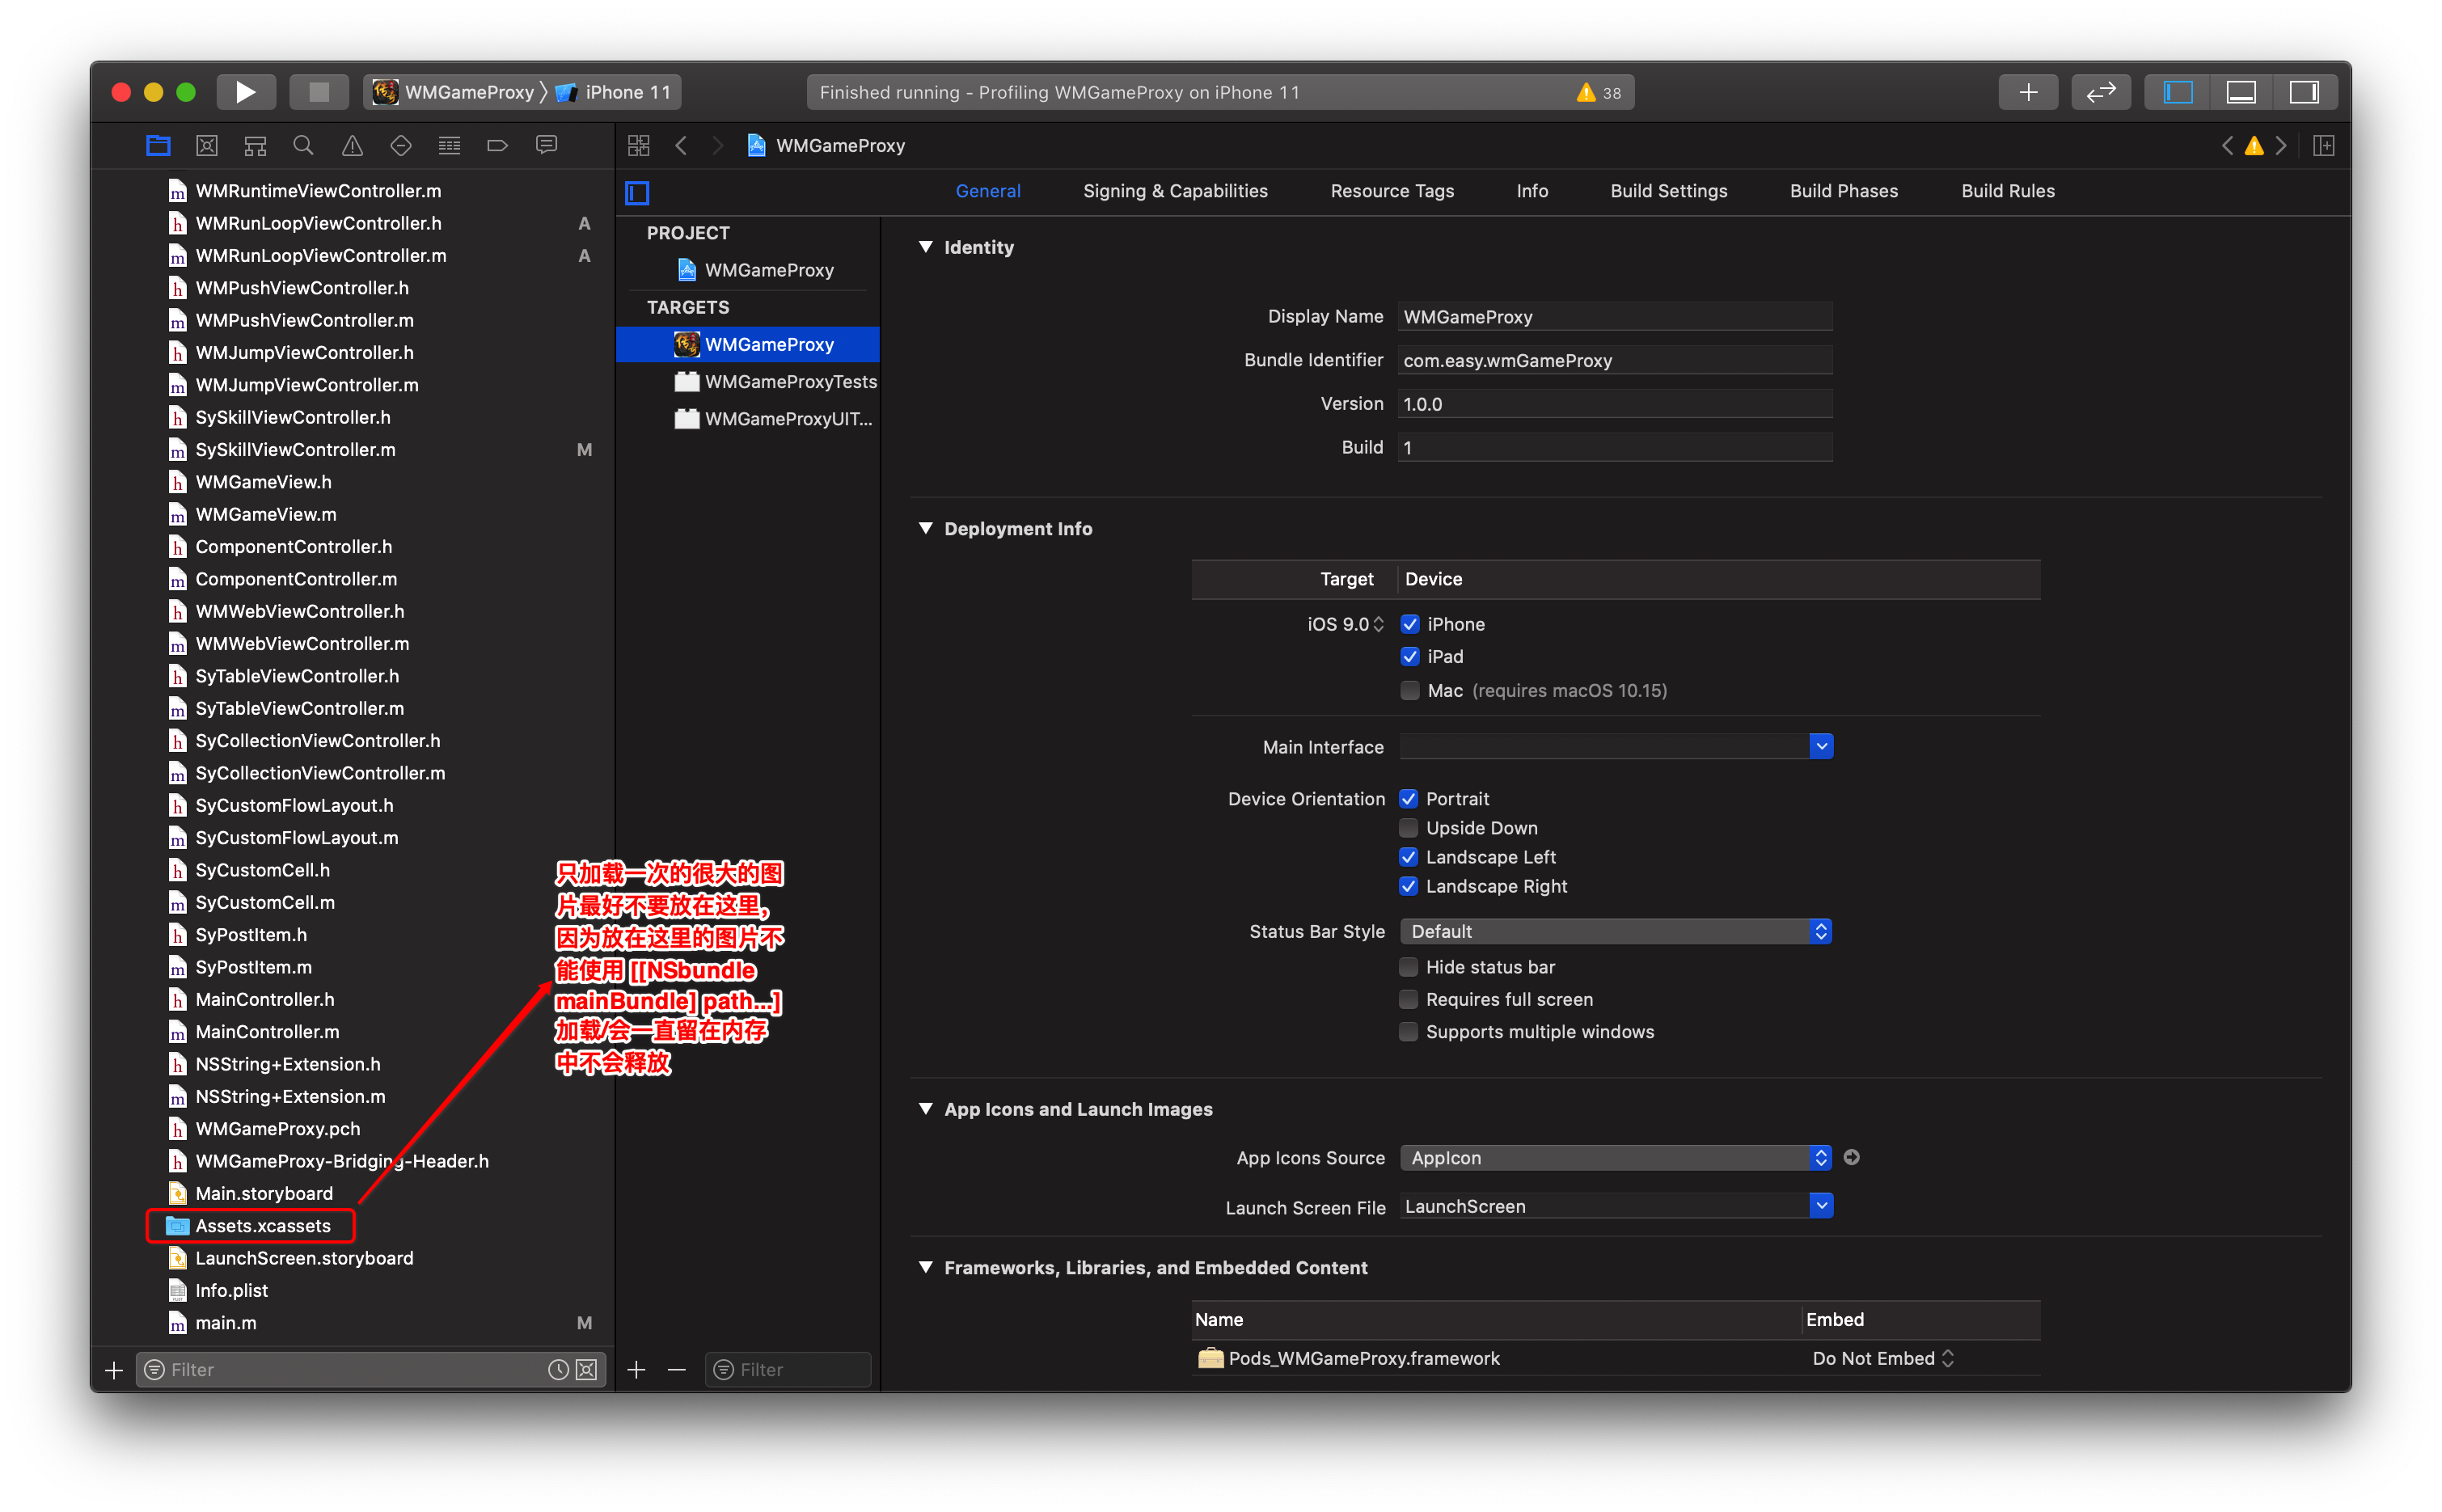 WMGameProxy
iPhone 11
Finished running - Profiling WMGameProxy on iPhone 11
38
WMGameProxy
General
Signing & Capabilities
Resource Tags
Info
Build Settings
Build Phases
Build Rules
WMRuntimeViewController.m
WMRunLoopViewController.h A
WMRunLoopViewController.m A
WMPushViewController.h
WMPushViewController.m
WMJumpViewController.h
WMJumpViewController.m
SySkillViewController.h
SySkillViewController.m M
WMGameView.h
WMGameView.m
ComponentController.h
ComponentController.m
WMWebViewController.h
WMWebViewController.m
SyTableViewController.h
SyTableViewController.m
SyCollectionViewController.h
SyCollectionViewController.m
SyCustomFlowLayout.h
SyCustomFlowLayout.m
SyCustomCell.h
SyCustomCell.m
SyPostItem.h
SyPostItem.m
MainController.h
MainController.m
NSString+Extension.h
NSString+Extension.m
WMGameProxy.pch
WMGameProxy-Bridging-Header.h
Main.storyboard
Assets.xcassets
LaunchScreen.storyboard
Info.plist
main.m M
Filter
只加载一次的很大的图
片最好不要放在这里，
因为放在这里的图片不
能使用 [[NSbundle
mainBundle] path...]
加载/会一直留在内存
中不会释放
PROJECT
WMGameProxy
TARGETS
WMGameProxy
WMGameProxyTests
WMGameProxyUIT...
Filter
Identity
Display Name WMGameProxy
Bundle Identifier com.easy.wmGameProxy
Version 1.0.0
Build 1
Deployment Info
Target Device
iOS 9.0 iPhone
iPad
Mac (requires macOS 10.15)
Main Interface
Device Orientation Portrait
Upside Down
Landscape Left
Landscape Right
Status Bar Style Default
Hide status bar
Requires full screen
Supports multiple windows
App Icons and Launch Images
App Icons Source AppIcon
Launch Screen File LaunchScreen
Frameworks, Libraries, and Embedded Content
Name Embed
Pods_WMGameProxy.framework Do Not Embed